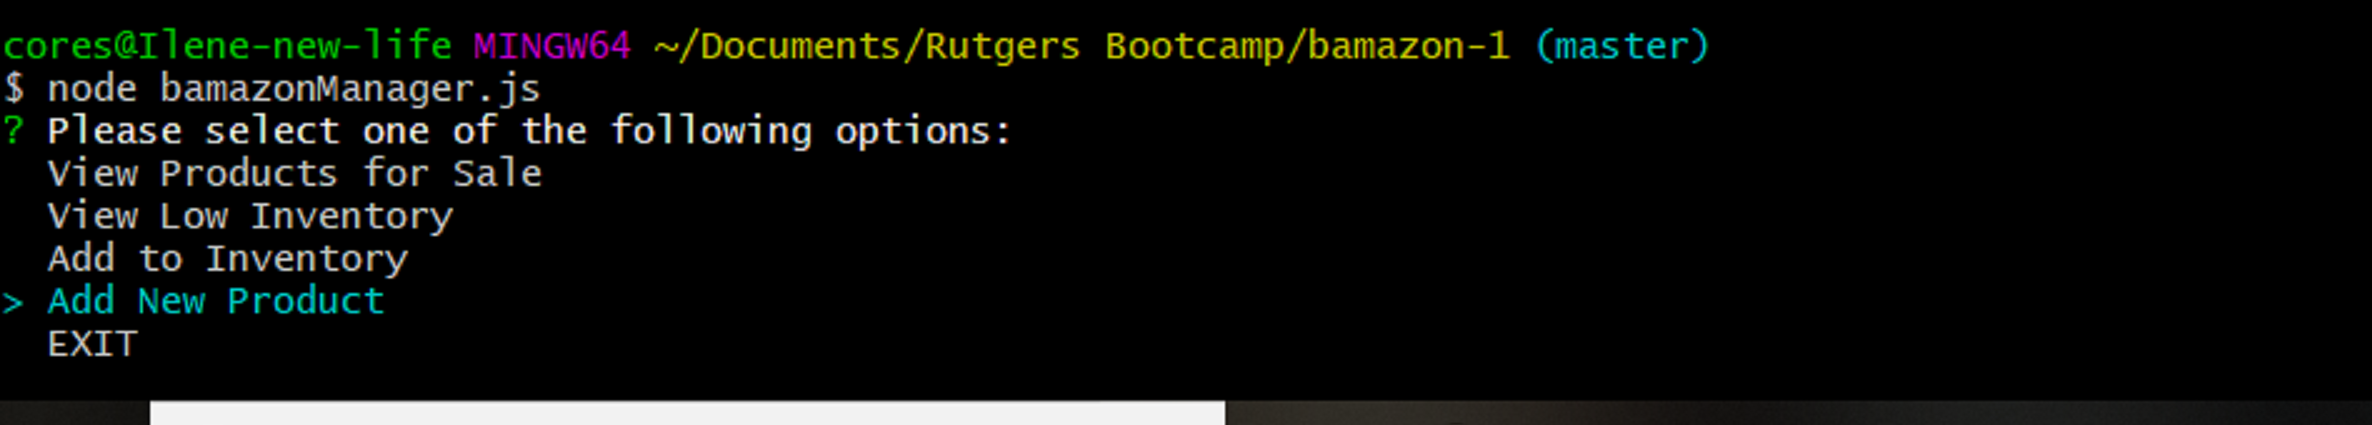 cores@Ilene-new-life MINGW64 ~/Documents/Rutgers Bootcamp/bamazon-1 (master)
$ node bamazonManager.js
? Please select one of the following options:
  View Products for Sale
  View Low Inventory
  Add to Inventory
> Add New Product
  EXIT